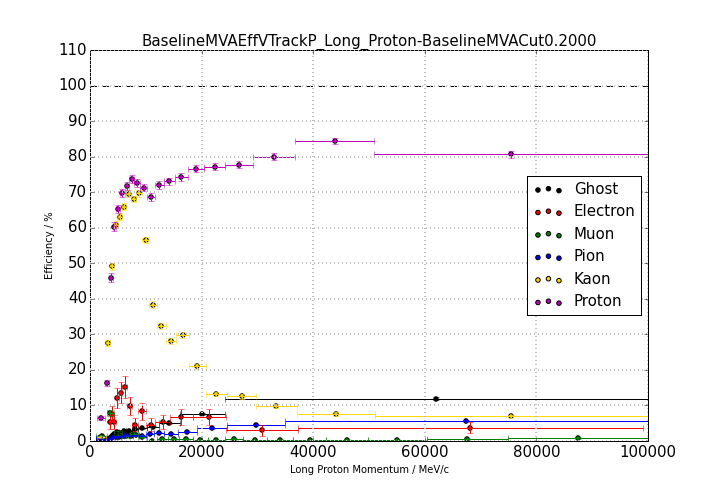 BaselineMVAEffVTrackP_Long_Proton-BaselineMVACut0.2000
110
100
90
80
70
60
50
40
30
20
10
0
Efficiency / %
Ghost
Electron
Muon
Pion
Kaon
Proton
0 20000 40000 60000 80000 100000
Long Proton Momentum / MeV/c